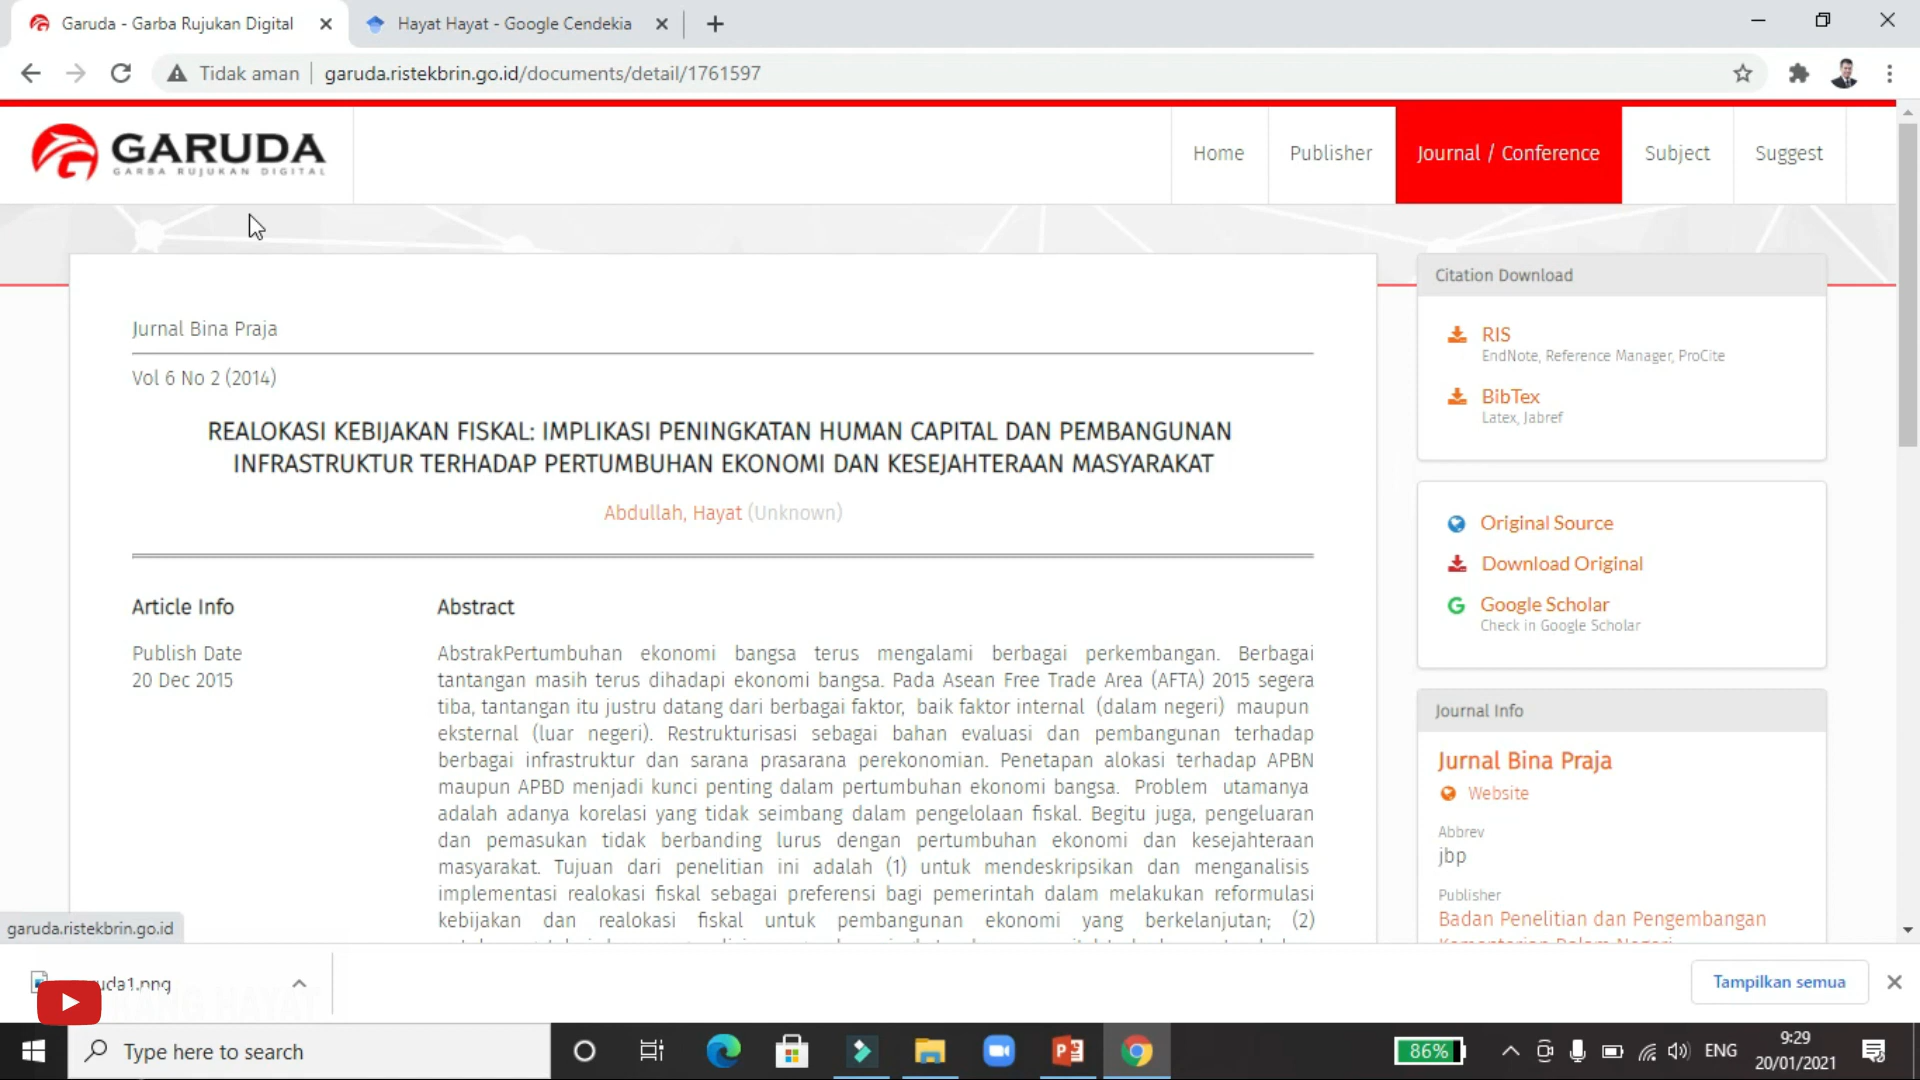 Garuda - Garba Rujukan Digital
Hayat Hayat - Google Cendekia
Tidak aman
garuda.ristekbrin.go.id/documents/detail/1761597
GARUDA
GARBA RUJUKAN DIGITAL
Home
Publisher
Journal / Conference
Subject
Suggest
Jurnal Bina Praja
Vol 6 No 2 (2014)
REALOKASI KEBIJAKAN FISKAL: IMPLIKASI PENINGKATAN HUMAN CAPITAL DAN PEMBANGUNAN
INFRASTRUKTUR TERHADAP PERTUMBUHAN EKONOMI DAN KESEJAHTERAAN MASYARAKAT
Abdullah, Hayat (Unknown)
Article Info
Publish Date
20 Dec 2015
Abstract
AbstrakPertumbuhan ekonomi bangsa terus mengalami berbagai perkembangan. Berbagai
tantangan masih terus dihadapi ekonomi bangsa. Pada Asean Free Trade Area (AFTA) 2015 segera
tiba, tantangan itu justru datang dari berbagai faktor, baik faktor internal (dalam negeri) maupun
eksternal (luar negeri). Restrukturisasi sebagai bahan evaluasi dan pembangunan terhadap
berbagai infrastruktur dan sarana prasarana perekonomian. Penetapan alokasi terhadap APBN
maupun APBD menjadi kunci penting dalam pertumbuhan ekonomi bangsa. Problem utamanya
adalah adanya korelasi yang tidak seimbang dalam pengelolaan fiskal. Begitu juga, pengeluaran
dan pemasukan tidak berbanding lurus dengan pertumbuhan ekonomi dan kesejahteraan
masyarakat. Tujuan dari penelitian ini adalah (1) untuk mendeskripsikan dan menganalisis
implementasi realokasi fiskal sebagai preferensi bagi pemerintah dalam melakukan reformulasi
kebijakan dan realokasi fiskal untuk pembangunan ekonomi yang berkelanjutan; (2)
Citation Download
RIS
EndNote, Reference Manager, ProCite
BibTex
Latex, Jabref
Original Source
Download Original
Google Scholar
Check in Google Scholar
Journal Info
Jurnal Bina Praja
Website
Abbrev
jbp
Publisher
Badan Penelitian dan Pengembangan
Kementerian Dalam Negeri
garuda.ristekbrin.go.id
uda1.png
HAYAT
Tampilkan semua
Type here to search
86%
ENG
9:29
20/01/2021